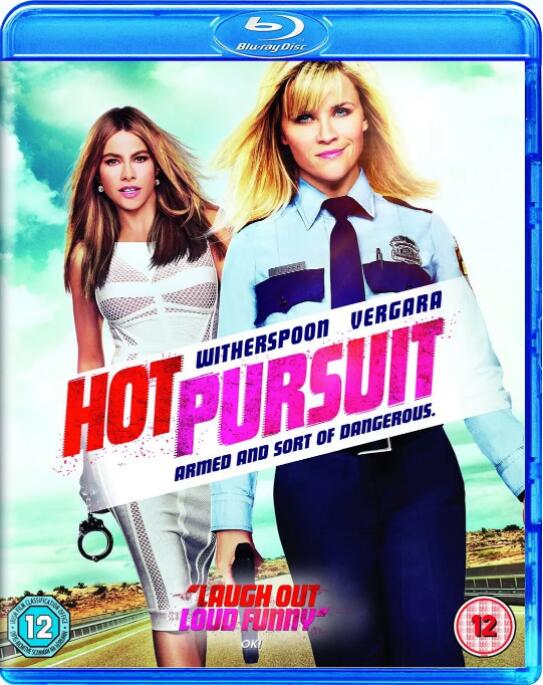 Blu-ray Disc
WITHERSPOON VERGARA
HOT PURSUIT
ARMED AND SORT OF DANGEROUS.
"LAUGH OUT
LOUD FUNNY"
OK!
12
12